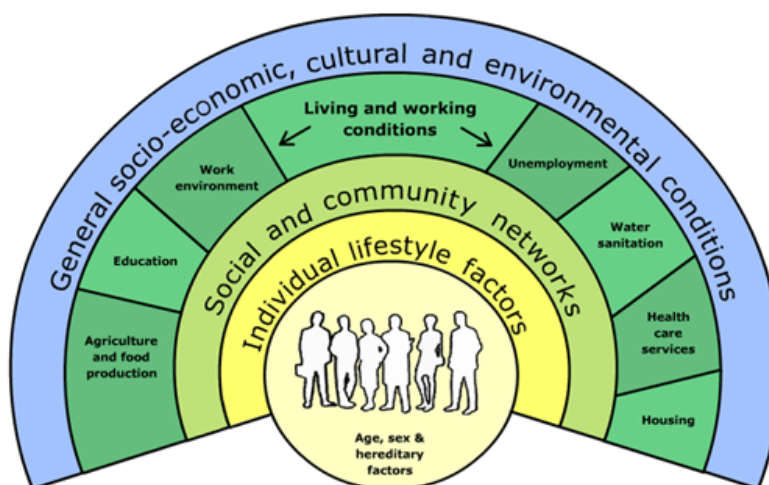 General socio-economic, cultural and environmental conditions
Living and working
conditions
Work
environment
Unemployment
Education
Water
sanitation
Agriculture
and food
production
Health
care
services
Housing
Social and community networks
Individual lifestyle factors
Age, sex &
hereditary
factors